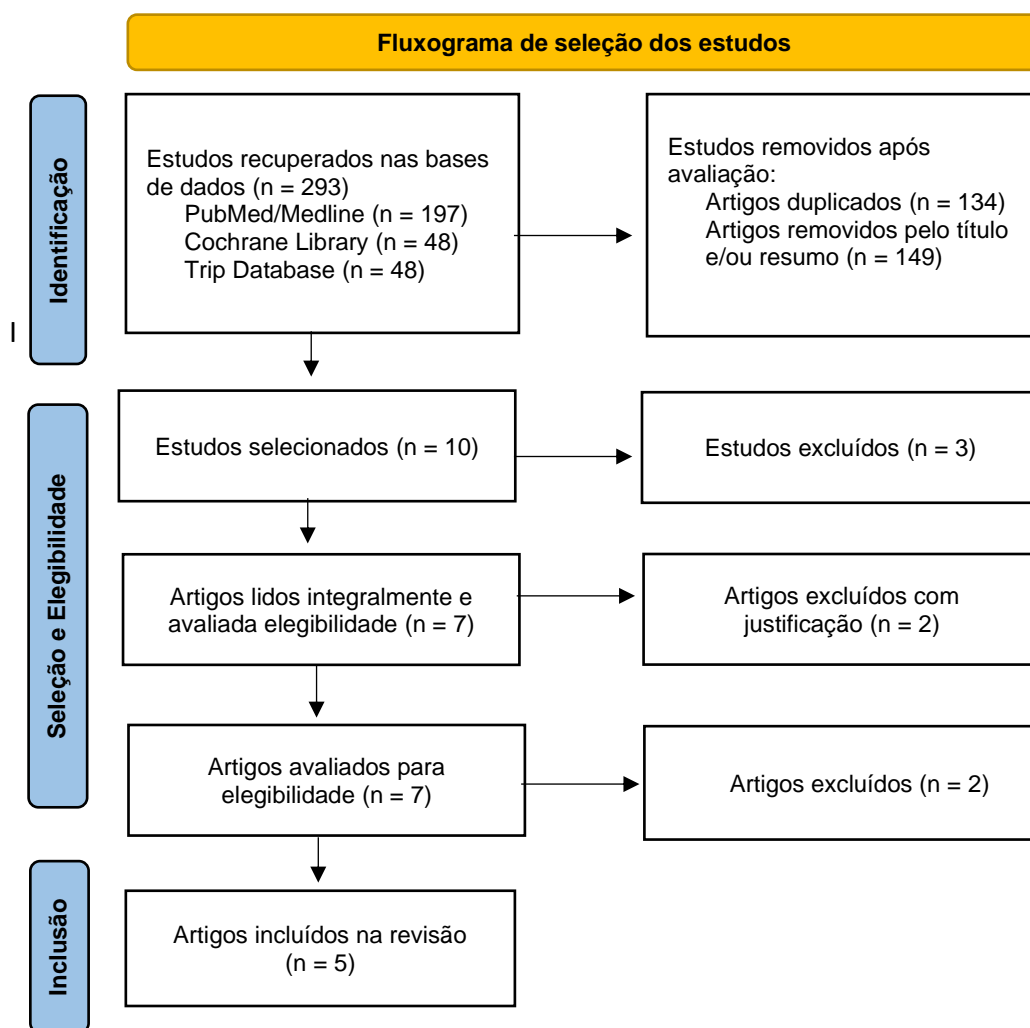 Fluxograma de seleção dos estudos
Identificação
Estudos recuperados nas bases
de dados (n = 293)
PubMed/Medline (n = 197)
Cochrane Library (n = 48)
Trip Database (n = 48)
Estudos removidos após
avaliação:
Artigos duplicados (n = 134)
Artigos removidos pelo título
e/ou resumo (n = 149)
l
Seleção e Elegibilidade
Estudos selecionados (n = 10)
Estudos excluídos (n = 3)
Artigos lidos integralmente e
avaliada elegibilidade (n = 7)
Artigos excluídos com
justificação (n = 2)
Artigos avaliados para
elegibilidade (n = 7)
Artigos excluídos (n = 2)
Inclusão
Artigos incluídos na revisão
(n = 5)